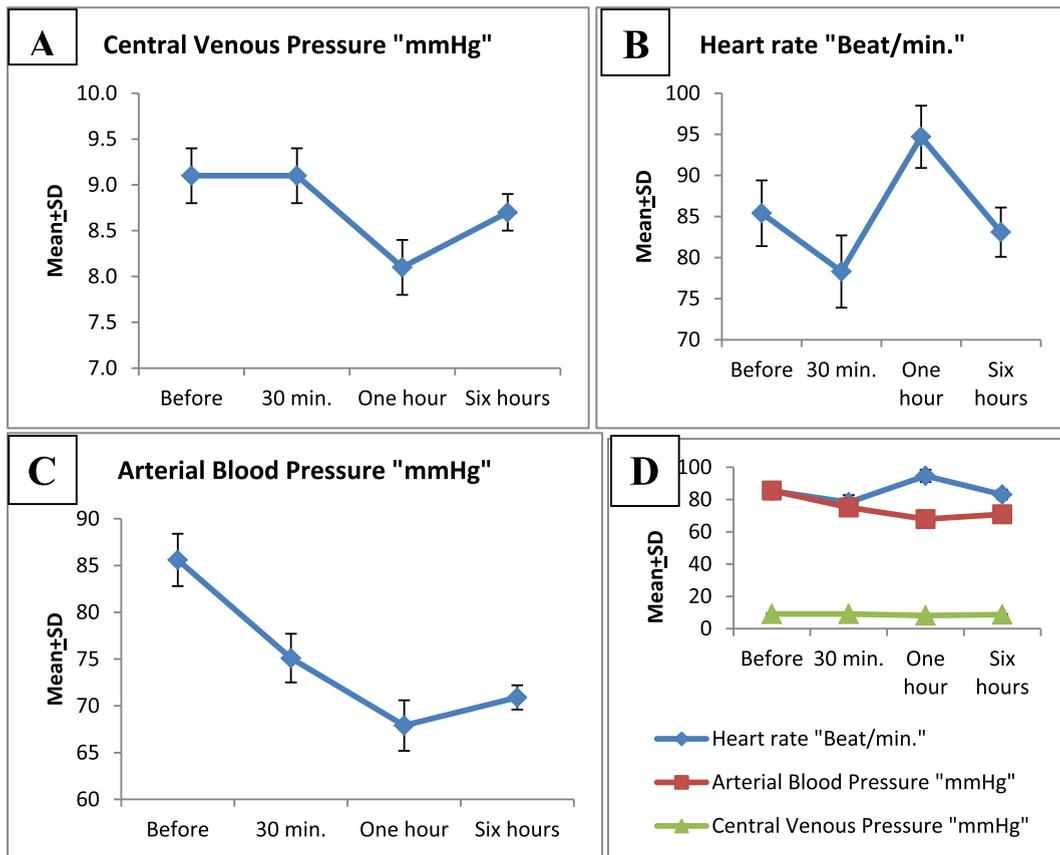 A
Central Venous Pressure "mmHg"
Mean±SD
10.0
9.5
9.0
8.5
8.0
7.5
7.0
Before 30 min. One hour Six hours
B
Heart rate "Beat/min."
Mean±SD
100
95
90
85
80
75
70
Before 30 min. One Six
hour hours
C
Arterial Blood Pressure "mmHg"
Mean±SD
90
85
80
75
70
65
60
Before 30 min. One hour Six hours
D
Mean±SD
100
80
60
40
20
0
Before 30 min. One Six
hour hours
Heart rate "Beat/min."
Arterial Blood Pressure "mmHg"
Central Venous Pressure "mmHg"